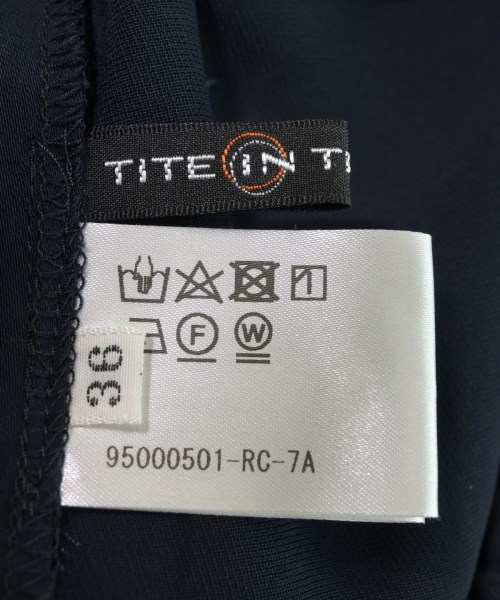 TITE IN T
F W
36
95000501-RC-7A